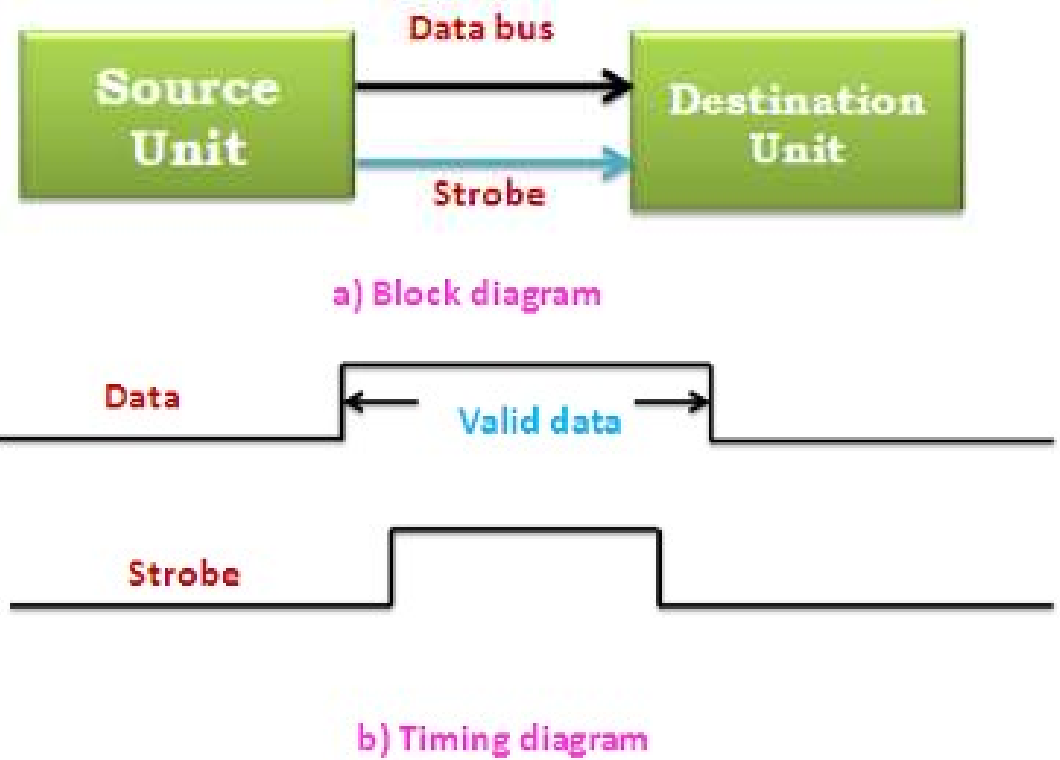 Data bus
Source
Unit
Destination
Unit
Strobe
a) Block diagram
Data
Valid data
Strobe
b) Timing diagram